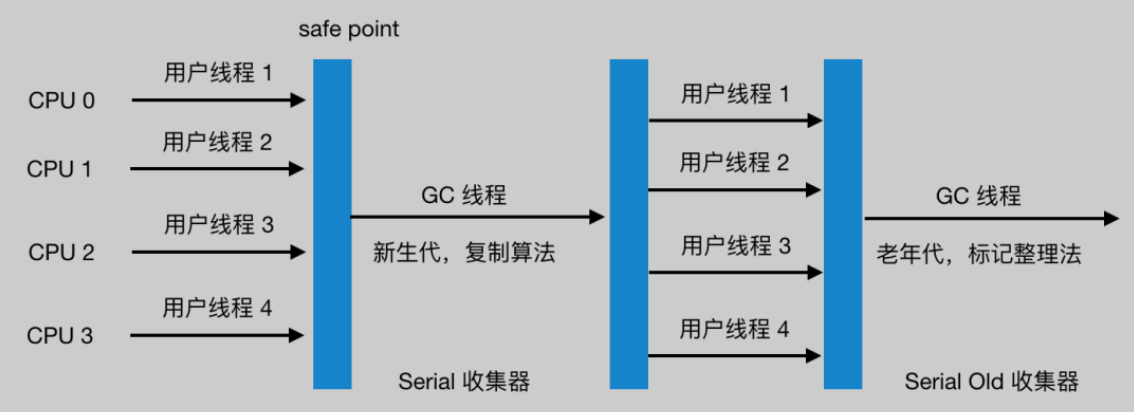 safe point
CPU 0
用户线程 1
用户线程 1
CPU 1
用户线程 2
用户线程 2
GC 线程
GC 线程
CPU 2
用户线程 3
新生代，复制算法
用户线程 3
老年代，标记整理法
CPU 3
用户线程 4
用户线程 4
Serial 收集器
Serial Old 收集器